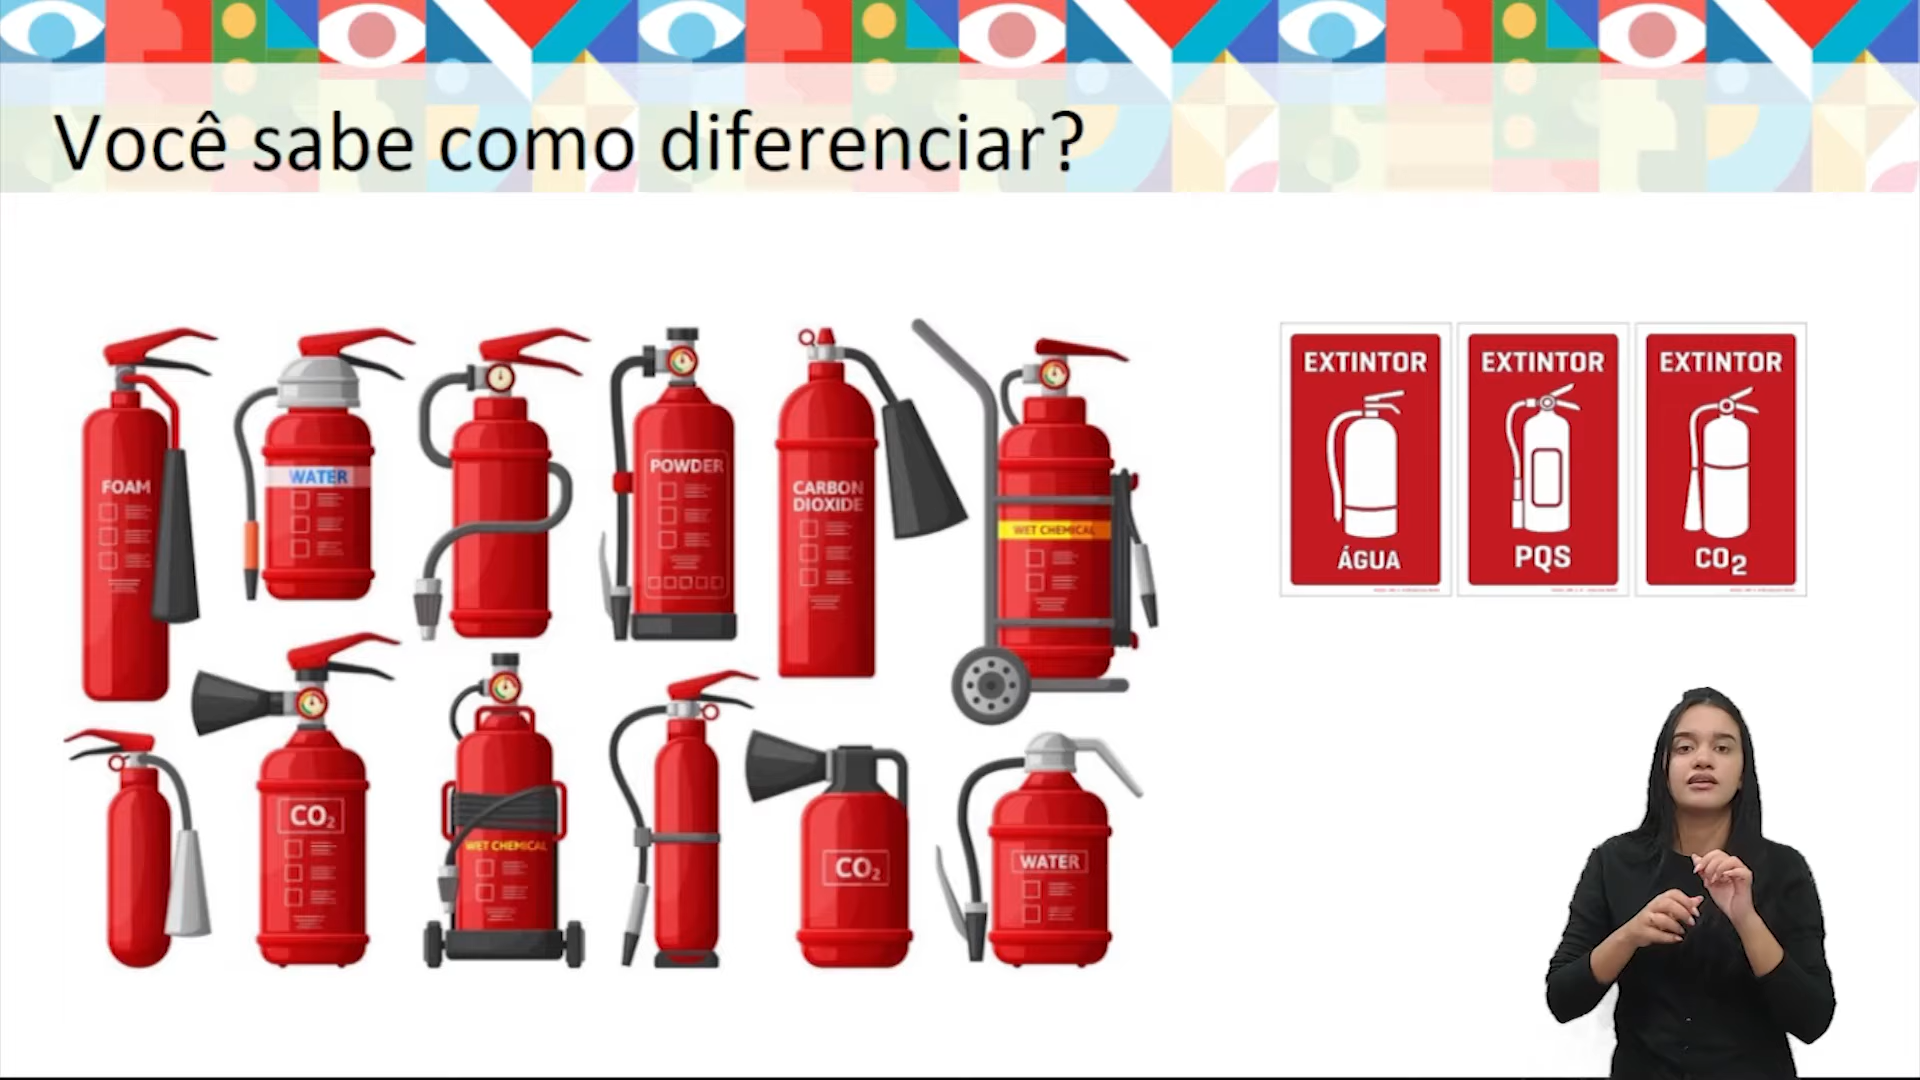 Você sabe como diferenciar?
FOAM
WATER
POWDER
CARBON
DIOXIDE
WET CHEMICAL
CO₂
WET CHEMICAL
CO₂
WATER
EXTINTOR
ÁGUA
EXTINTOR
PQS
EXTINTOR
CO₂